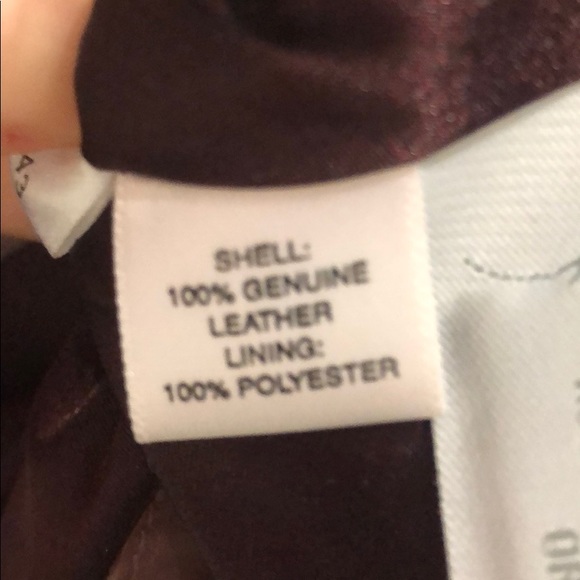 SHELL:
100% GENUINE
LEATHER
LINING:
100% POLYESTER